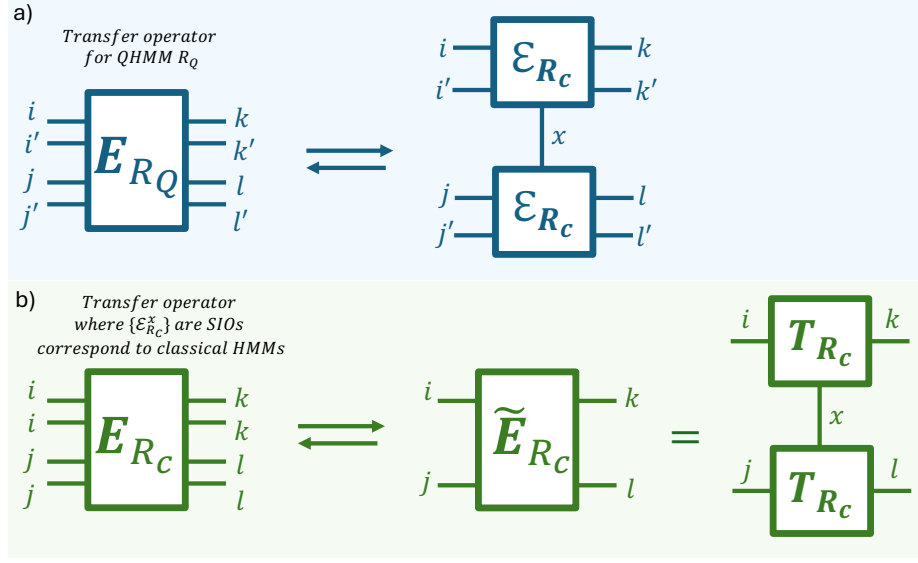 a)
Transfer operator
for QHMM R_Q
i
i′
j
j′
E_{R_Q}
k
k′
l
l′
i
i′
ℰ_{R_c}
k
k′
x
j
j′
ℰ_{R_c}
l
l′
b)
Transfer operator
where {ℰ^x_{R_C}} are SIOs
correspond to classical HMMs
i
i
j
j
E_{R_C}
k
k
l
l
i
j
Ẽ_{R_C}
k
l
=
i
T_{R_c}
k
x
j
T_{R_c}
l